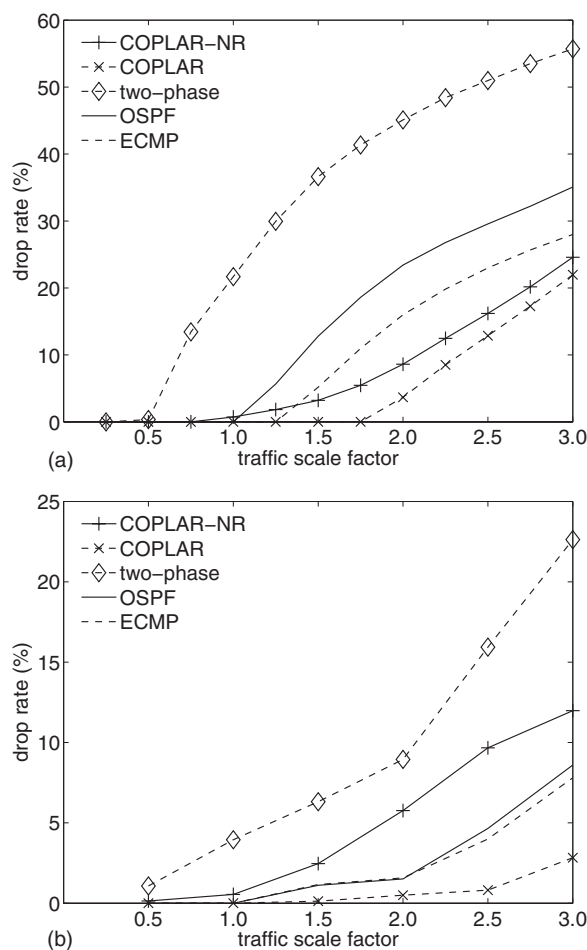 60
50
40
30
20
10
0
drop rate (%)
COPLAR−NR
COPLAR
two−phase
OSPF
ECMP
0.5 1.0 1.5 2.0 2.5 3.0
(a) traffic scale factor
25
20
15
10
5
0
drop rate (%)
COPLAR−NR
COPLAR
two−phase
OSPF
ECMP
0.5 1.0 1.5 2.0 2.5 3.0
(b) traffic scale factor